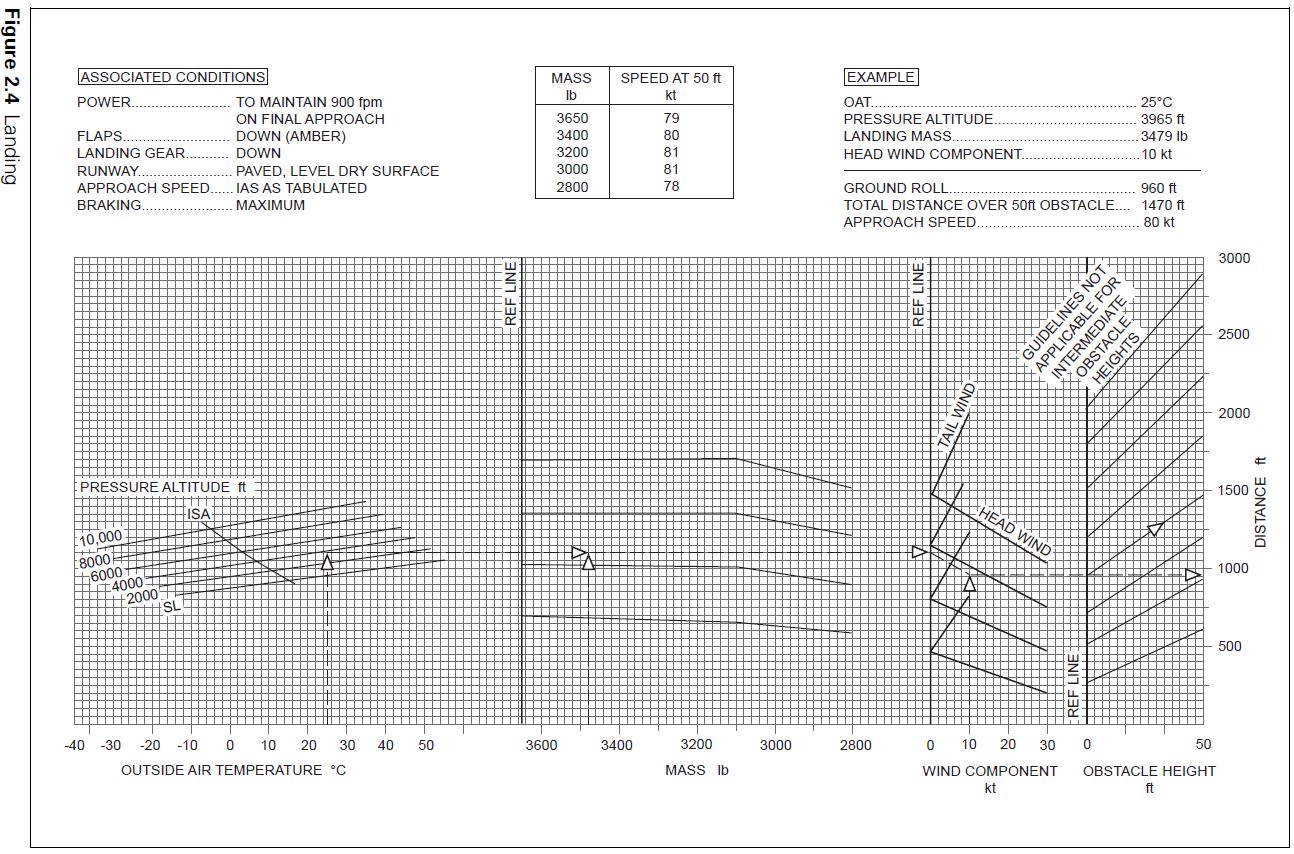 Figure 2.4 Landing
ASSOCIATED CONDITIONS
POWER........................ TO MAINTAIN 900 fpm
ON FINAL APPROACH
FLAPS.......................... DOWN (AMBER)
LANDING GEAR........... DOWN
RUNWAY....................... PAVED, LEVEL DRY SURFACE
APPROACH SPEED...... IAS AS TABULATED
BRAKING...................... MAXIMUM
MASS SPEED AT 50 ft
lb kt
3650 79
3400 80
3200 81
3000 81
2800 78
EXAMPLE
OAT................................................................ 25°C
PRESSURE ALTITUDE.................................. 3965 ft
LANDING MASS............................................ 3479 lb
HEAD WIND COMPONENT............................ 10 kt
GROUND ROLL............................................. 960 ft
TOTAL DISTANCE OVER 50ft OBSTACLE.... 1470 ft
APPROACH SPEED....................................... 80 kt
REF LINE
REF LINE
REF LINE
GUIDELINES NOT
APPLICABLE FOR
INTERMEDIATE
OBSTACLE
HEIGHTS
TAIL WIND
HEAD WIND
PRESSURE ALTITUDE ft
ISA
10,000
8000
6000
4000
2000
SL
3000
2500
2000
1500
1000
500
DISTANCE ft
-40 -30 -20 -10 0 10 20 30 40 50
3600 3400 3200 3000 2800
0 10 20 30
0 50
OUTSIDE AIR TEMPERATURE °C
MASS lb
WIND COMPONENT
kt
OBSTACLE HEIGHT
ft